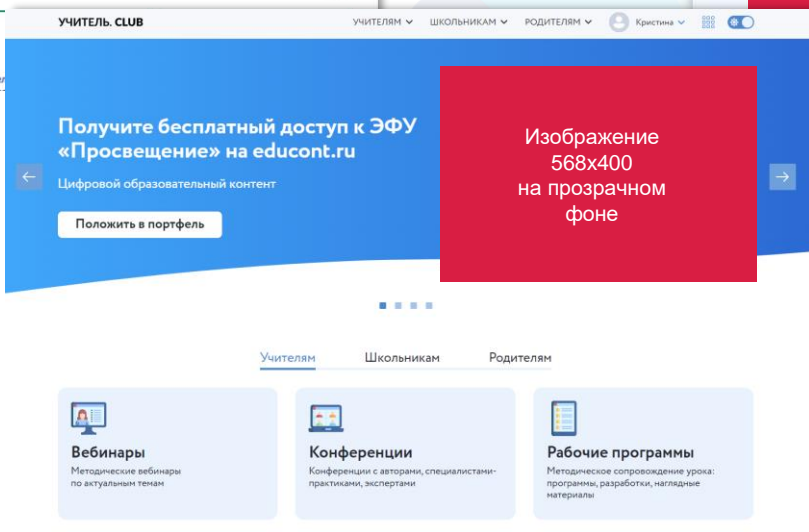 УЧИТЕЛЬ. CLUB
УЧИТЕЛЯМ
ШКОЛЬНИКАМ
РОДИТЕЛЯМ
Кристина
Получите бесплатный доступ к ЭФУ
«Просвещение» на educont.ru
Цифровой образовательный контент
Положить в портфель
Изображение
568x400
на прозрачном
фоне
Учителям
Школьникам
Родителям
Вебинары
Методические вебинары
по актуальным темам
Конференции
Конференции с авторами, специалистами-
практиками, экспертами
Рабочие программы
Методическое сопровождение урока:
программы, разработки, наглядные
материалы